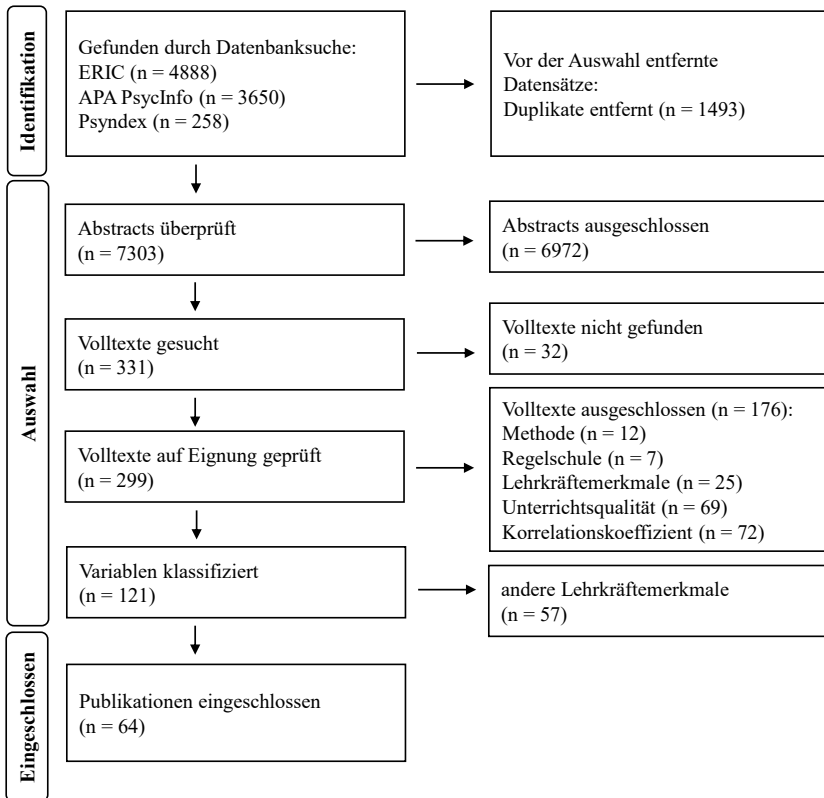 Identifikation
Gefunden durch Datenbanksuche:
ERIC (n = 4888)
APA PsycInfo (n = 3650)
Psyndex (n = 258)
Vor der Auswahl entfernte
Datensätze:
Duplikate entfernt (n = 1493)
Auswahl
Abstracts überprüft
(n = 7303)
Abstracts ausgeschlossen
(n = 6972)
Volltexte gesucht
(n = 331)
Volltexte nicht gefunden
(n = 32)
Volltexte auf Eignung geprüft
(n = 299)
Volltexte ausgeschlossen (n = 176):
Methode (n = 12)
Regelschule (n = 7)
Lehrkräftemerkmale (n = 25)
Unterrichtsqualität (n = 69)
Korrelationskoeffizient (n = 72)
Variablen klassifiziert
(n = 121)
andere Lehrkräftemerkmale
(n = 57)
Eingeschlossen
Publikationen eingeschlossen
(n = 64)